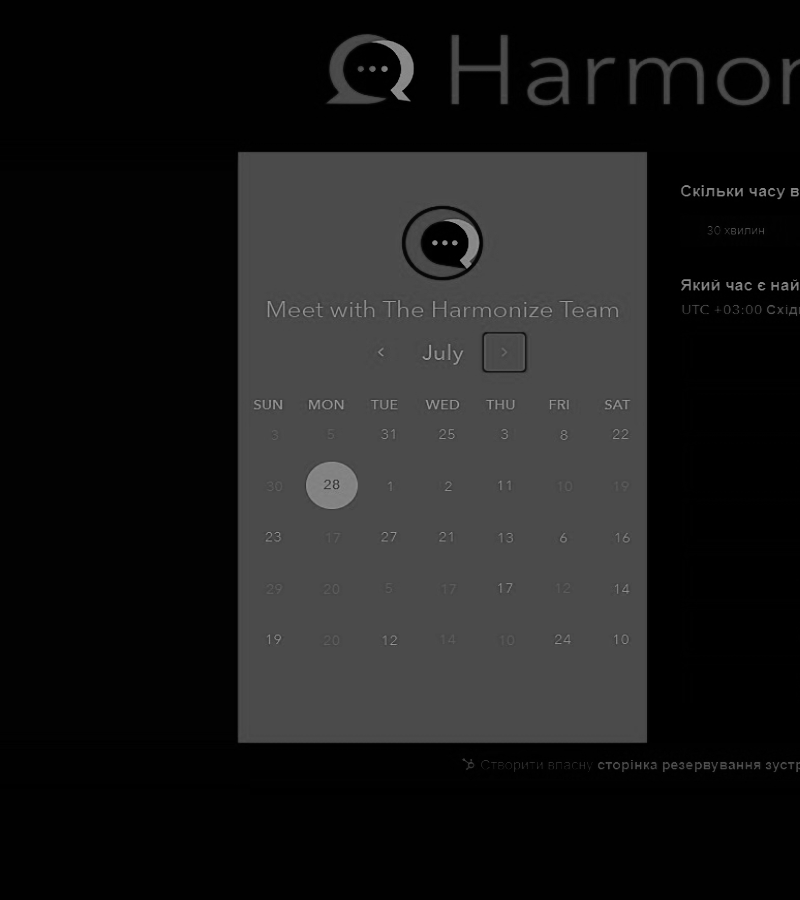 Harmon
Скільки часу в
30 хвилин
Meet with The Harmonize Team
Який час є най
UTC +03:00 Східн
July
SUN MON TUE WED THU FRI SAT
3 5 31 25 3 8 22
30 28 1 2 11 10 19
23 17 27 21 13 6 16
29 20 5 17 17 12 14
19 20 12 14 10 24 10
Створити власну сторінка резервування зустр